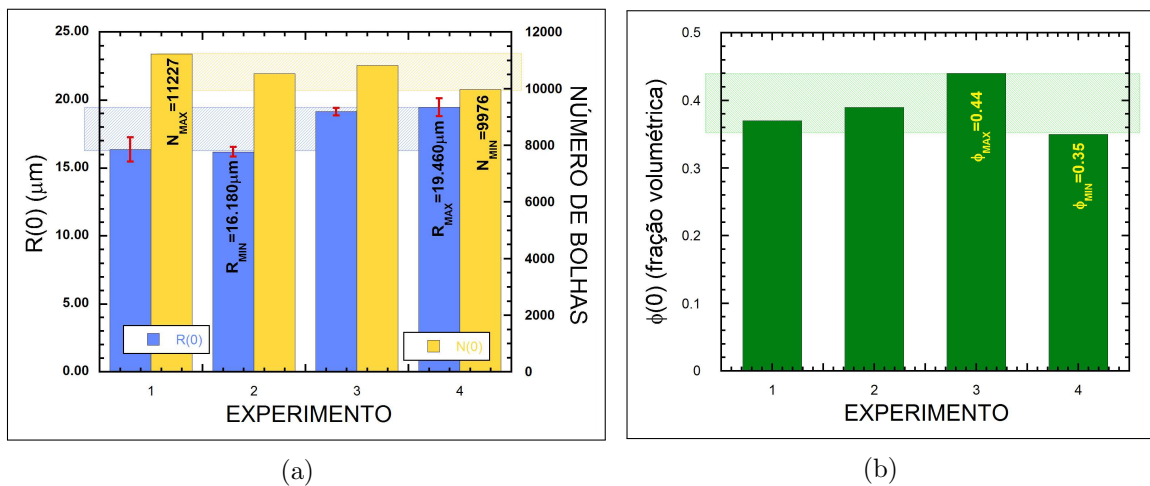 25.00
20.00
15.00
10.00
5.00
0.00
R(0) (μm)
12000
10000
8000
6000
4000
2000
0
NÚMERO DE BOLHAS
N_MAX=11227
R_MIN=16.180μm
R_MAX=19.460μm
N_MIN=9976
R(0)
N(0)
1 2 3 4
EXPERIMENTO
(a)
0.5
0.4
0.3
0.2
0.1
0
ϕ(0) (fração volumétrica)
ϕ_MAX=0.44
ϕ_MIN=0.35
1 2 3 4
EXPERIMENTO
(b)